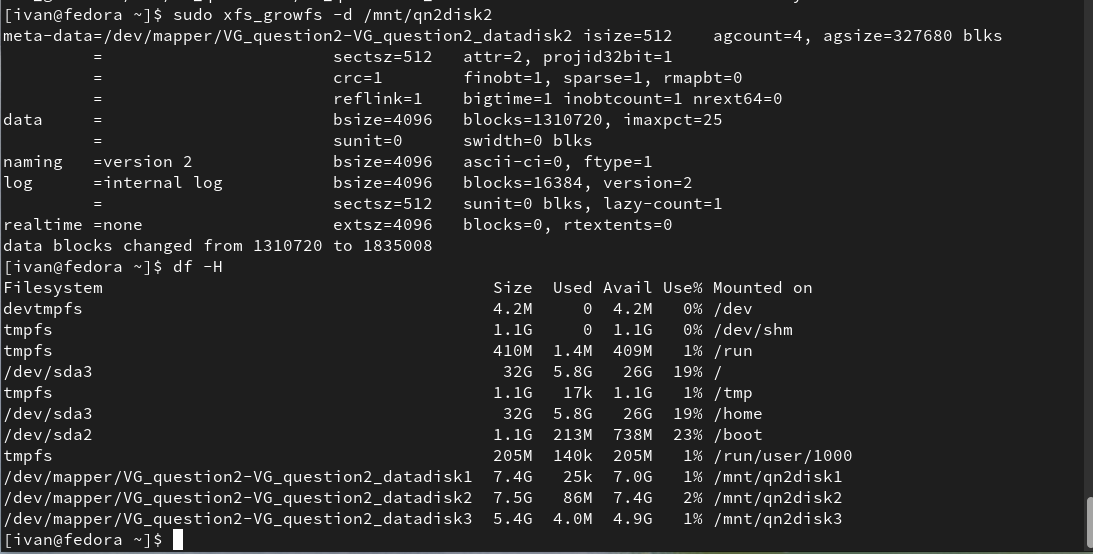 [ivan@fedora ~]$ sudo xfs_growfs -d /mnt/qn2disk2
meta-data=/dev/mapper/VG_question2-VG_question2_datadisk2 isize=512    agcount=4, agsize=327680 blks
         =                       sectsz=512   attr=2, projid32bit=1
         =                       crc=1        finobt=1, sparse=1, rmapbt=0
         =                       reflink=1    bigtime=1 inobtcount=1 nrext64=0
data     =                       bsize=4096   blocks=1310720, imaxpct=25
         =                       sunit=0      swidth=0 blks
naming   =version 2              bsize=4096   ascii-ci=0, ftype=1
log      =internal log           bsize=4096   blocks=16384, version=2
         =                       sectsz=512   sunit=0 blks, lazy-count=1
realtime =none                   extsz=4096   blocks=0, rtextents=0
data blocks changed from 1310720 to 1835008
[ivan@fedora ~]$ df -H
Filesystem                                       Size  Used Avail Use% Mounted on
devtmpfs                                         4.2M     0  4.2M   0% /dev
tmpfs                                            1.1G     0  1.1G   0% /dev/shm
tmpfs                                            410M  1.4M  409M   1% /run
/dev/sda3                                         32G  5.8G   26G  19% /
tmpfs                                            1.1G   17k  1.1G   1% /tmp
/dev/sda3                                         32G  5.8G   26G  19% /home
/dev/sda2                                        1.1G  213M  738M  23% /boot
tmpfs                                            205M  140k  205M   1% /run/user/1000
/dev/mapper/VG_question2-VG_question2_datadisk1  7.4G   25k  7.0G   1% /mnt/qn2disk1
/dev/mapper/VG_question2-VG_question2_datadisk2  7.5G   86M  7.4G   2% /mnt/qn2disk2
/dev/mapper/VG_question2-VG_question2_datadisk3  5.4G  4.0M  4.9G   1% /mnt/qn2disk3
[ivan@fedora ~]$